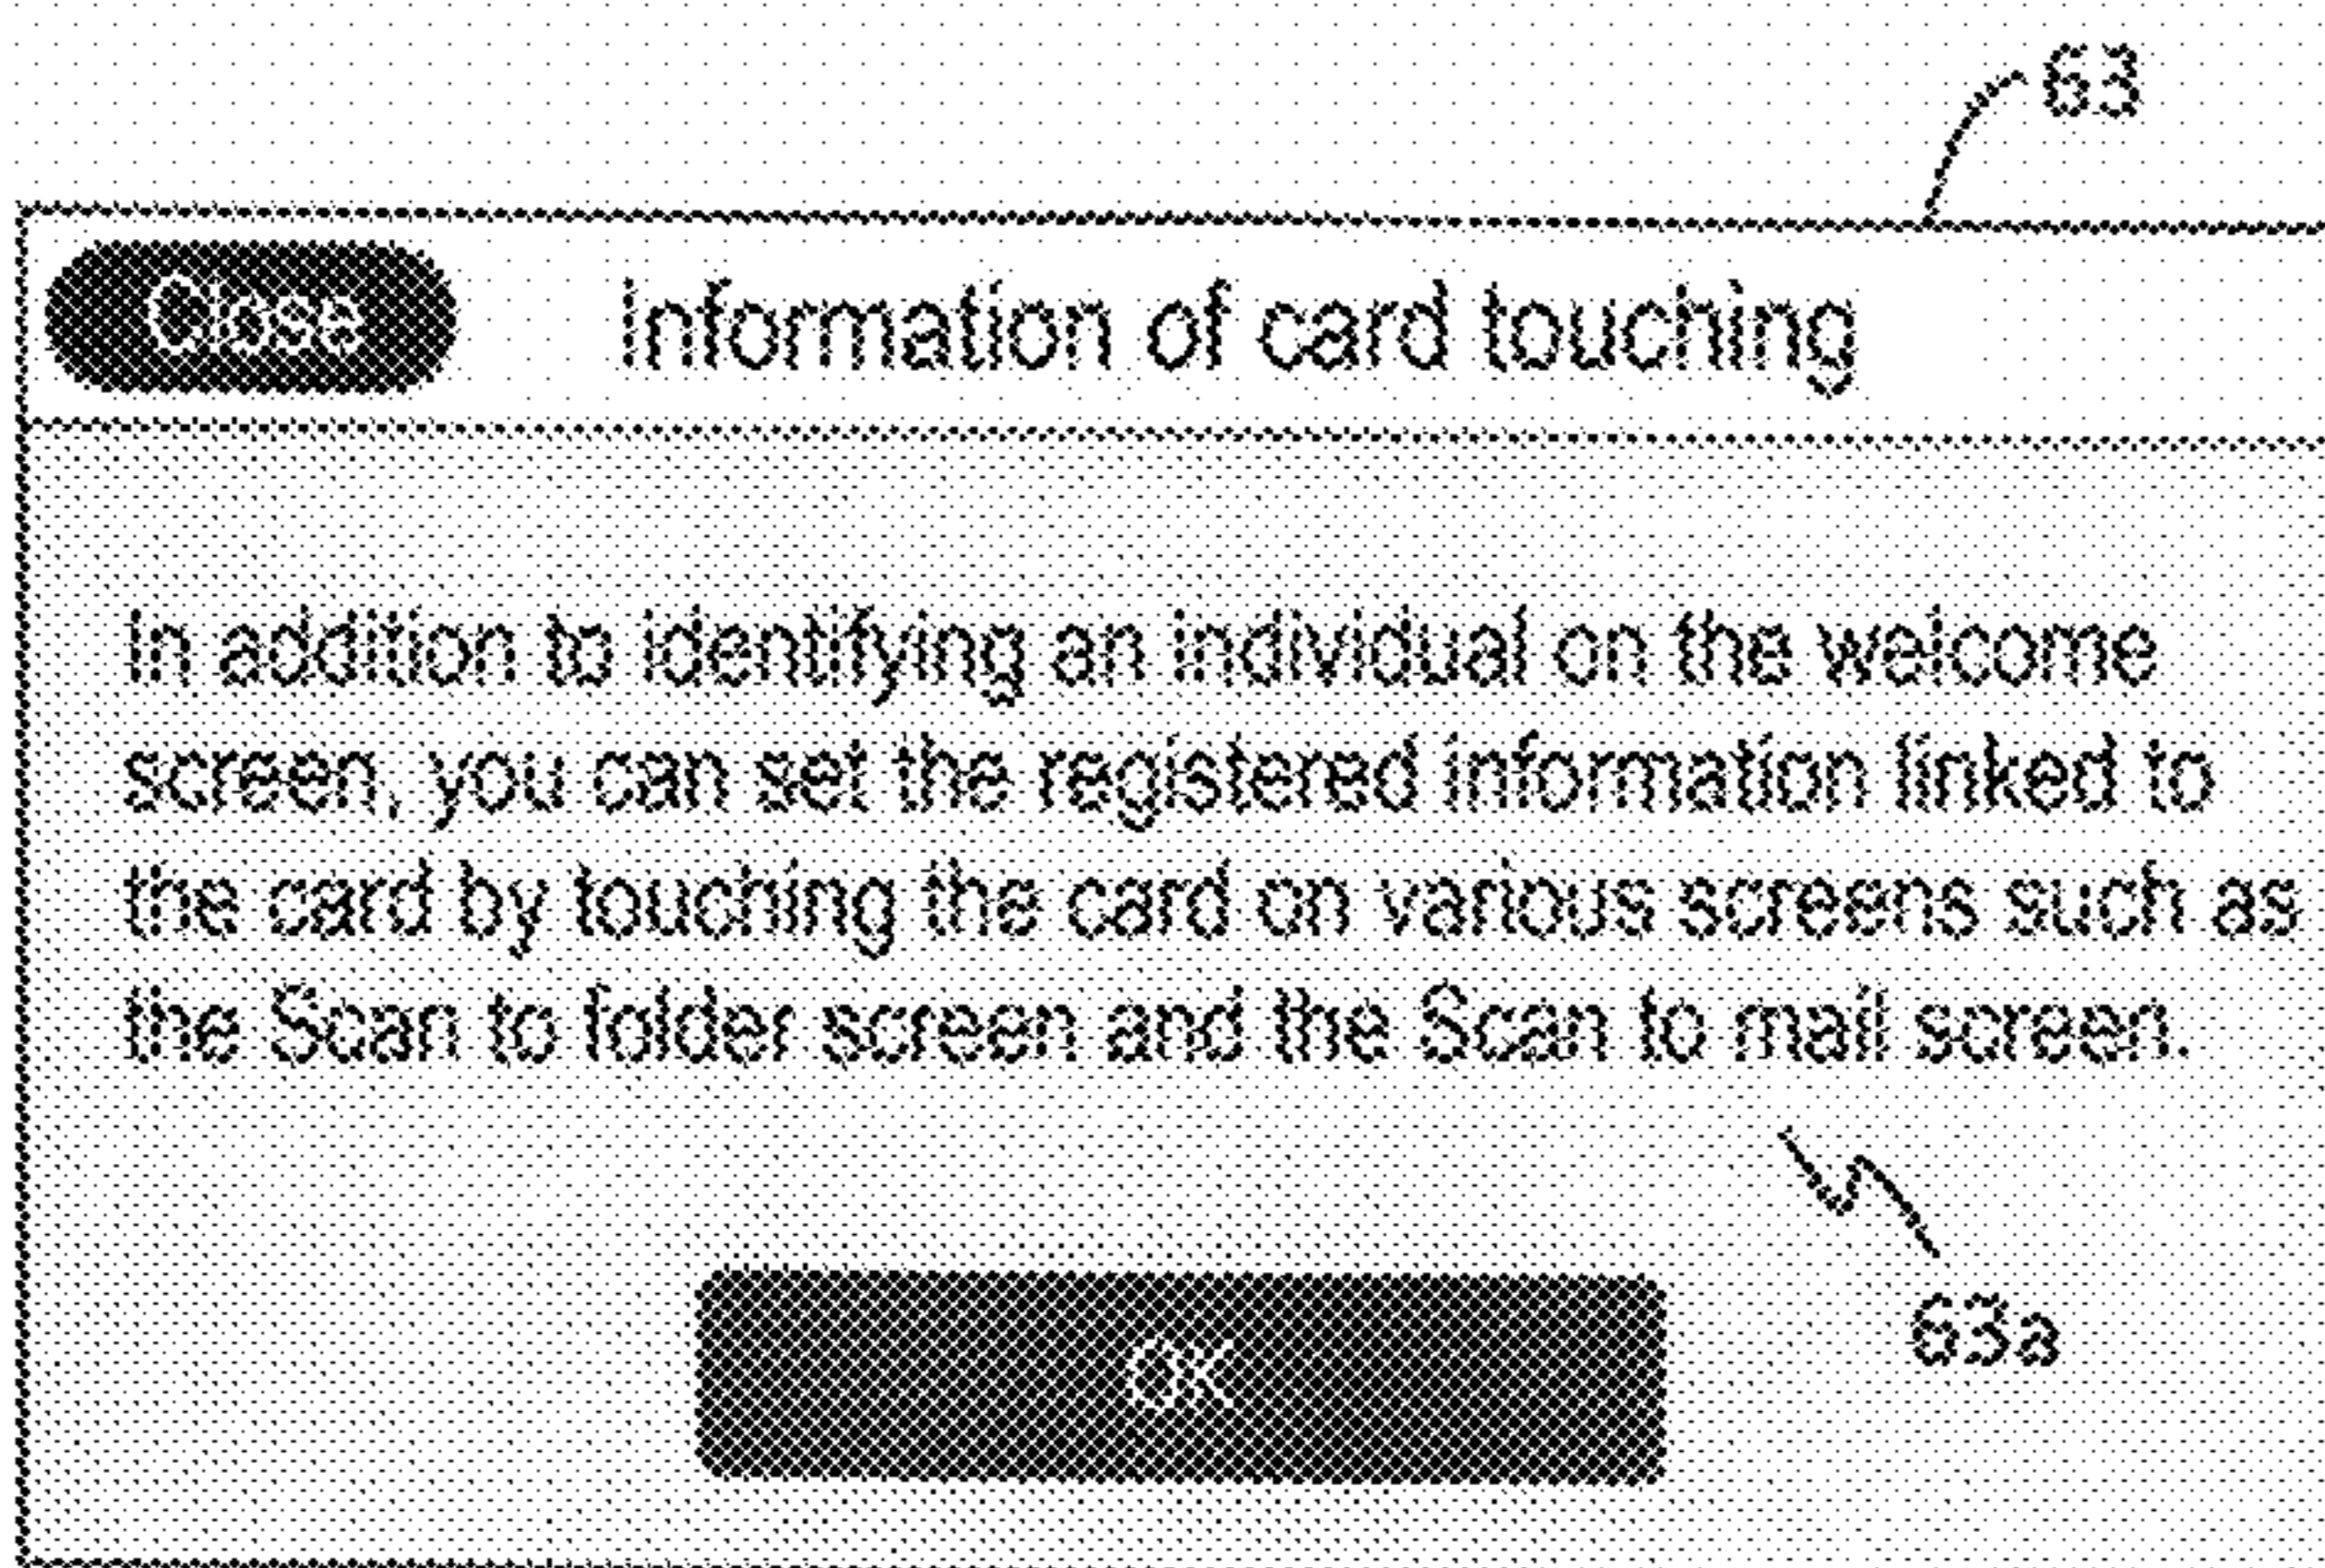 63
Close
Information of card touching
In addition to identifying an individual on the welcome
screen, you can set the registered information linked to
the card by touching the card on various screens such as
the Scan to folder screen and the Scan to mail screen.
63a
OK